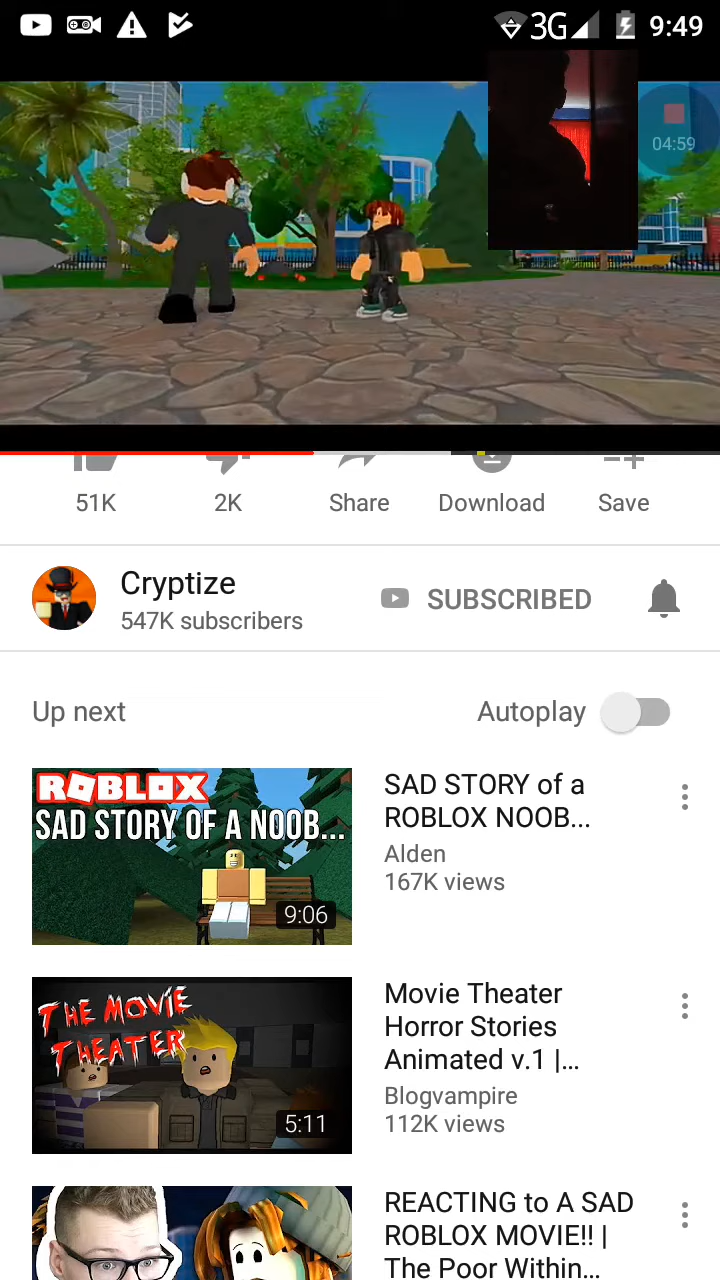 3G 9:49
04:59
51K 2K Share Download Save
Cryptize
547K subscribers
SUBSCRIBED
Up next
Autoplay
ROBLOX
SAD STORY OF A NOOB...
9:06
SAD STORY of a
ROBLOX NOOB...
Alden
167K views
THE MOVIE
THEATER
5:11
Movie Theater
Horror Stories
Animated v.1 |...
Blogvampire
112K views
REACTING to A SAD
ROBLOX MOVIE!! |
The Poor Within...